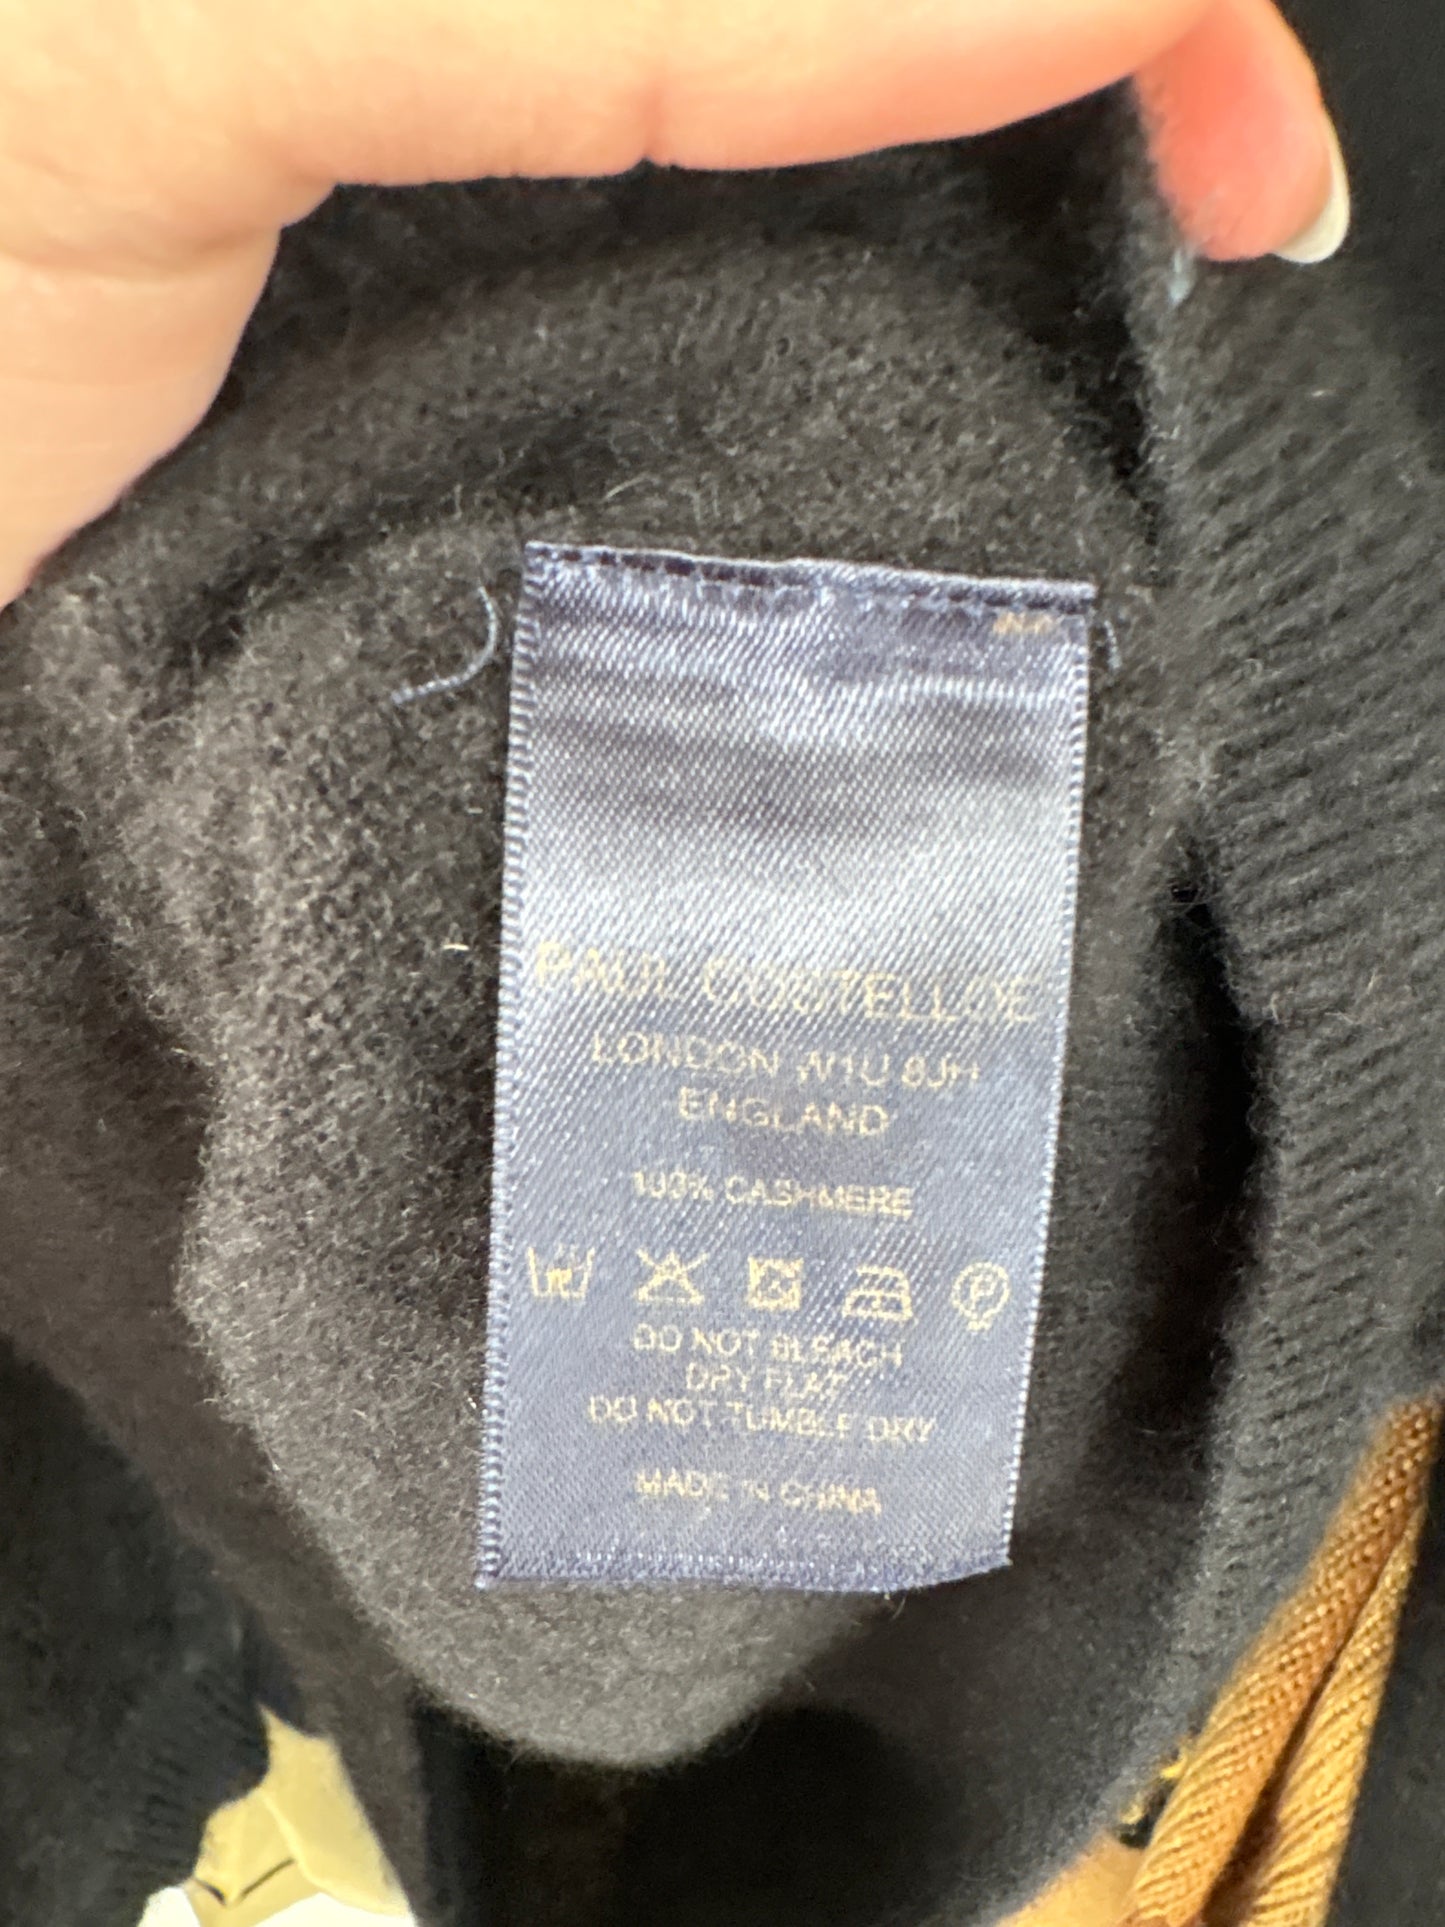 PAUL COSTELLOE
LONDON W1U 8JH
ENGLAND
100% CASHMERE
P
DO NOT BLEACH
DRY FLAT
DO NOT TUMBLE DRY
MADE IN CHINA